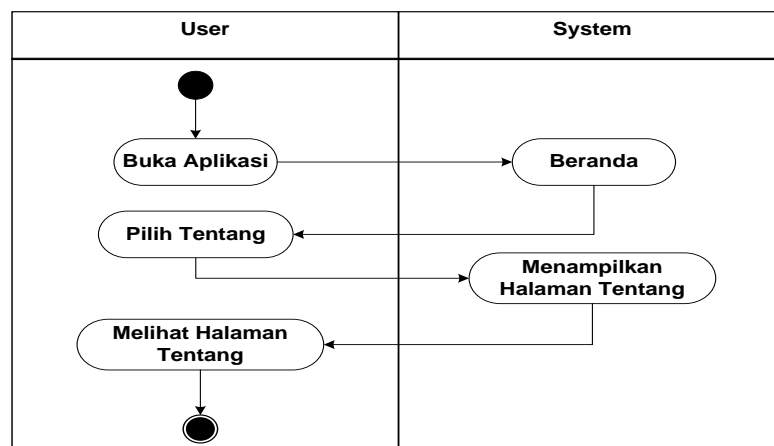 User
System
Buka Aplikasi
Beranda
Pilih Tentang
Menampilkan
Halaman Tentang
Melihat Halaman
Tentang